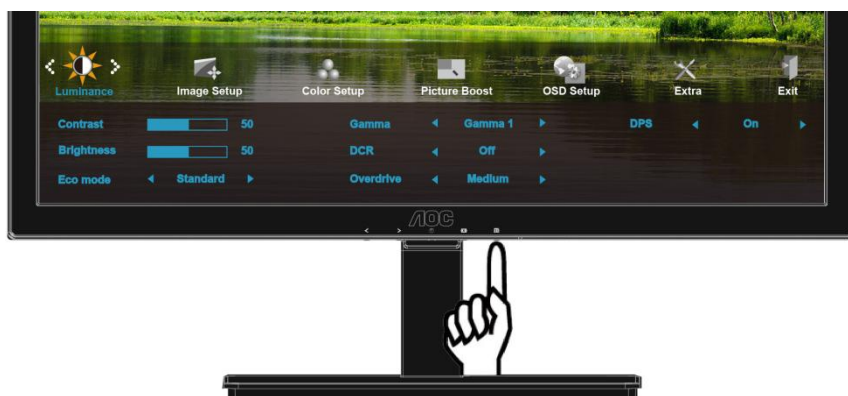 Luminance Image Setup Color Setup Picture Boost OSD Setup Extra Exit
Contrast 50 Gamma Gamma 1 DPS On
Brightness 50 DCR Off
Eco mode Standard Overdrive Medium
AOC
< >